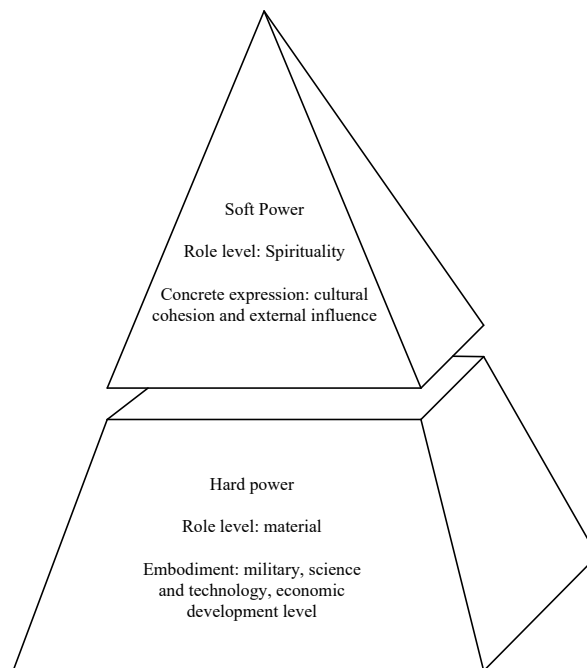 Soft Power
Role level: Spirituality
Concrete expression: cultural
cohesion and external influence
Hard power
Role level: material
Embodiment: military, science
and technology, economic
development level